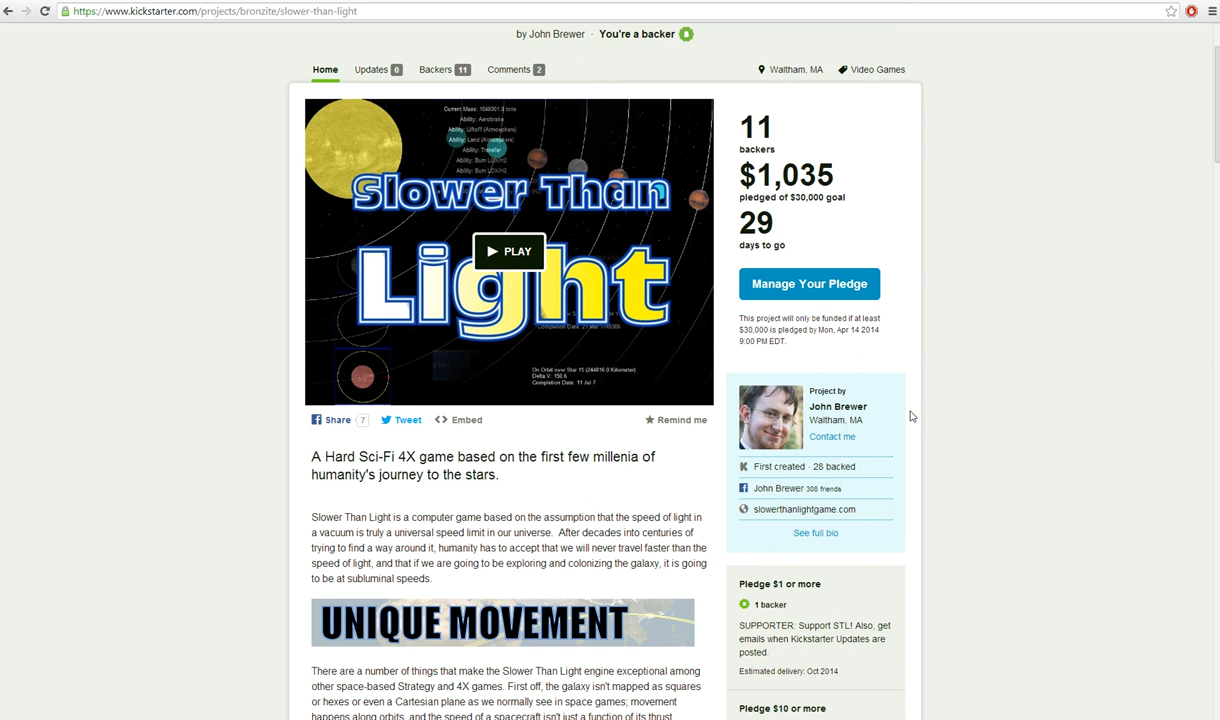 https://www.kickstarter.com/projects/bronzite/slower-than-light
by John Brewer · You're a backer
Home Updates 0 Backers 11 Comments 2 Waltham, MA Video Games
Current Mass: 1048001.3 tons
Ability: Aerobrake
Ability: Liftoff (Atmosphere)
Ability: Land (Atmosphere)
Ability: Transfer
Ability: Burn LOX/H2
Ability: Burn LOX/H2
Slower Than
Light
PLAY
On Orbit over Star 15 (244816.0 Kilometer)
Delta V: 150.6
Completion Date: 11 Jul 7
11
backers
$1,035
pledged of $30,000 goal
29
days to go
Manage Your Pledge
This project will only be funded if at least
$30,000 is pledged by Mon, Apr 14 2014
9:00 PM EDT.
Share 7 Tweet Embed Remind me
Project by
John Brewer
Waltham, MA
Contact me
First created · 28 backed
John Brewer 308 friends
slowerthanlightgame.com
See full bio
A Hard Sci-Fi 4X game based on the first few millenia of
humanity's journey to the stars.
Slower Than Light is a computer game based on the assumption that the speed of light in
a vacuum is truly a universal speed limit in our universe. After decades into centuries of
trying to find a way around it, humanity has to accept that we will never travel faster than the
speed of light, and that if we are going to be exploring and colonizing the galaxy, it is going
to be at subluminal speeds.
UNIQUE MOVEMENT
There are a number of things that make the Slower Than Light engine exceptional among
other space-based Strategy and 4X games. First off, the galaxy isn't mapped as squares
or hexes or even a Cartesian plane as we normally see in space games; movement
happens along orbits, and the speed of a spacecraft isn't just a function of its thrust
Pledge $1 or more
1 backer
SUPPORTER: Support STL! Also, get
emails when Kickstarter Updates are
posted.
Estimated delivery: Oct 2014
Pledge $10 or more